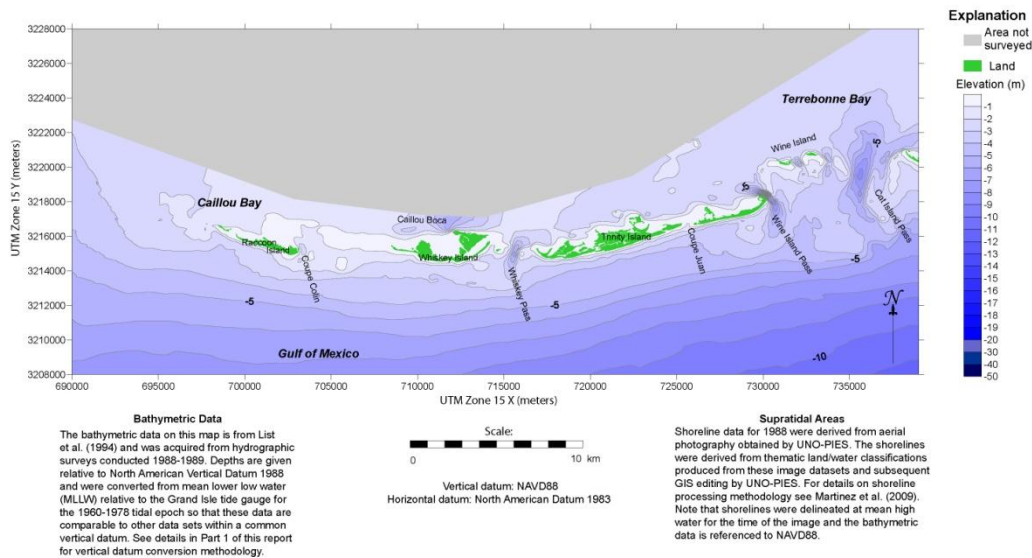 Explanation
Area not
surveyed
Land
Elevation (m)
-1
-2
-3
-4
-5
-6
-7
-8
-9
-10
-11
-12
-13
-14
-15
-16
-17
-18
-19
-20
-30
-40
-50
3228000
3226000
3224000
3222000
3220000
3218000
3216000
3214000
3212000
3210000
3208000
UTM Zone 15 Y (meters)
Terrebonne Bay
-5
Wine Island
-5
Cat Island Pass
Caillou Bay
Caillou Boca
Raccoon
Island
Whiskey Island
Trinity Island
Wine Island Pass
Coupe Colin
Whiskey Pass
Coupe Juan
-5
-5
-5
N
Gulf of Mexico
-10
690000
695000
700000
705000
710000
715000
720000
725000
730000
735000
UTM Zone 15 X (meters)
Bathymetric Data
The bathymetric data on this map is from List
et al. (1994) and was acquired from hydrographic
surveys conducted 1988-1989. Depths are given
relative to North American Vertical Datum 1988
and were converted from mean lower low water
(MLLW) relative to the Grand Isle tide gauge for
the 1960-1978 tidal epoch so that these data are
comparable to other data sets within a common
vertical datum. See details in Part 1 of this report
for vertical datum conversion methodology.
Scale:
0
10
km
Vertical datum: NAVD88
Horizontal datum: North American Datum 1983
Supratidal Areas
Shoreline data for 1988 were derived from aerial
photography obtained by UNO-PIES. The shorelines
were derived from thematic land/water classifications
produced from these image datasets and subsequent
GIS editing by UNO-PIES. For details on shoreline
processing methodology see Martinez et al. (2009).
Note that shorelines were delineated at mean high
water for the time of the image and the bathymetric
data is referenced to NAVD88.